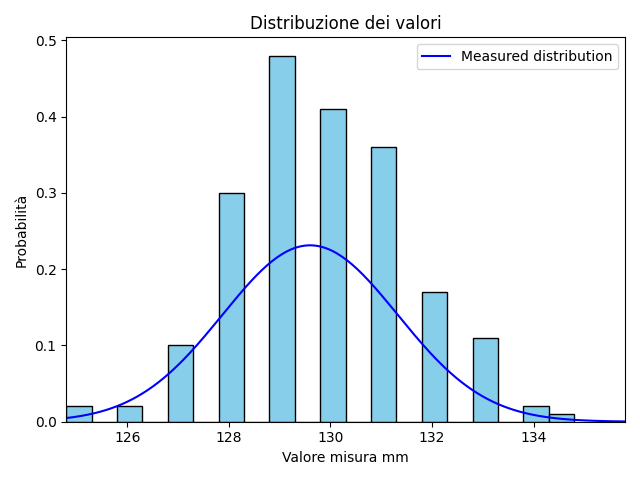 Distribuzione dei valori
Measured distribution
Probabilità
0.5
0.4
0.3
0.2
0.1
0.0
126 128 130 132 134
Valore misura mm